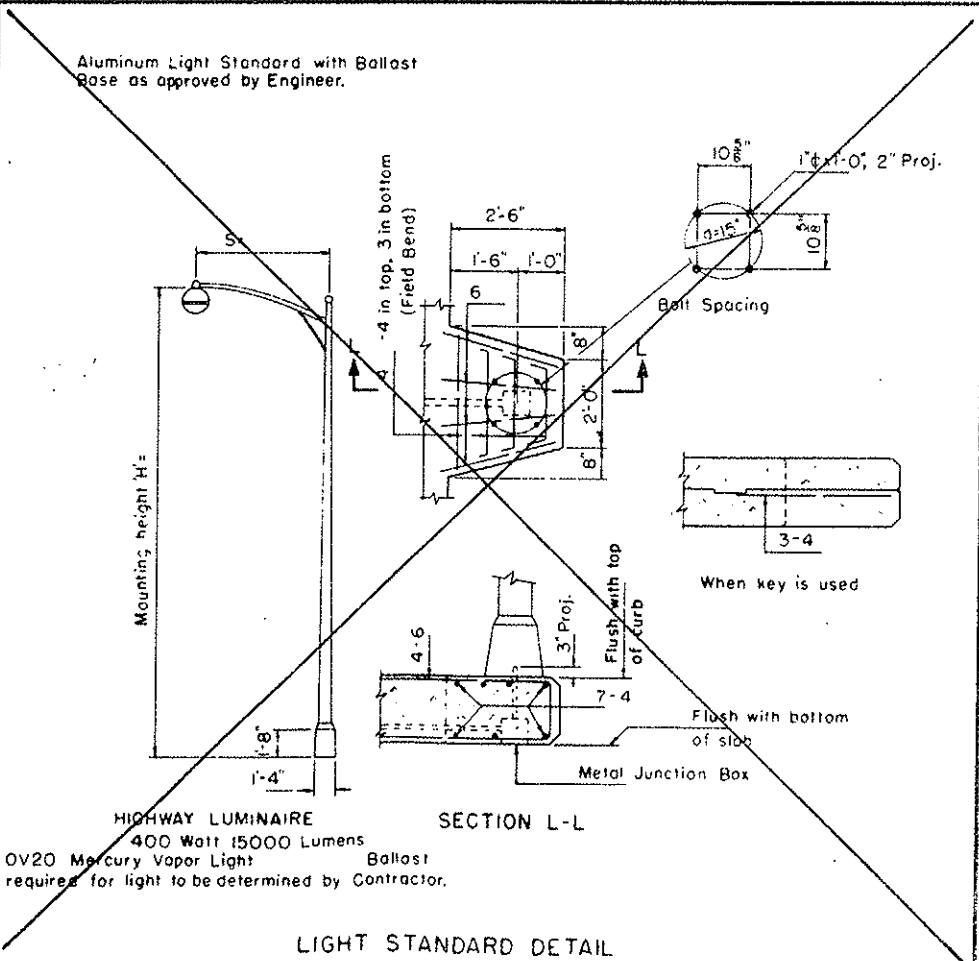 Aluminum Light Standard with Ballast
Base as approved by Engineer.
10 5/8"
1"¢ x 1'-0", 2" Proj.
10 5/8"
Bolt Spacing
2'-6"
1'-6"
1'-0"
6
-4 in top, 3 in bottom
(Field Bend)
8"
2'-0"
8"
L
L
Mounting height 'H'=
1'-8"
1'-4"
3-4
When key is used
4-6
3" Proj.
Flush with top
of curb
7-4
Flush with bottom
of slab
Metal Junction Box
HIGHWAY LUMINAIRE
400 Watt 15000 Lumens
OV20 Mercury Vapor Light Ballast
required for light to be determined by Contractor.
SECTION L-L
LIGHT STANDARD DETAIL